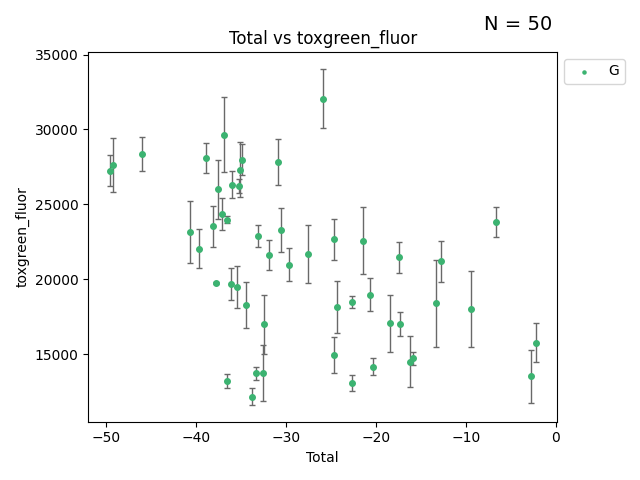 N = 50
Total vs toxgreen_fluor
G
35000
30000
25000
20000
15000
toxgreen_fluor
−50 −40 −30 −20 −10 0
Total